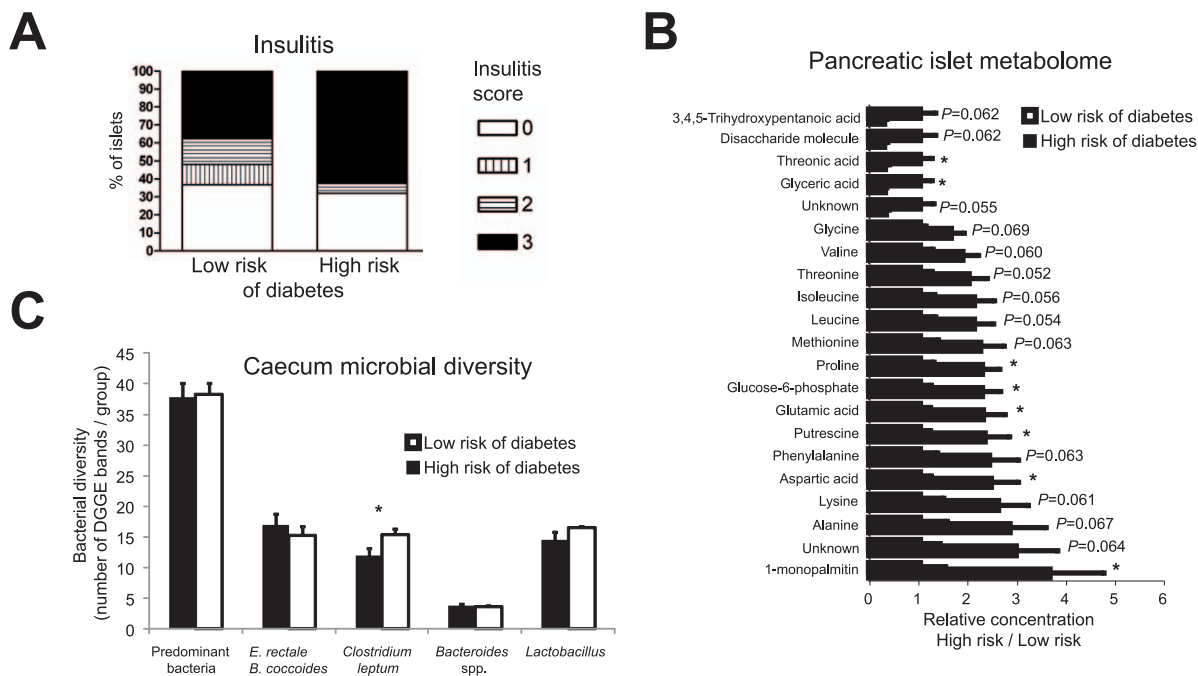 A
Insulitis
100
90
80
70
60
50
40
30
20
10
0
% of islets
Low risk
High risk
of diabetes
Insulitis
score
0
1
2
3
B
Pancreatic islet metabolome
Low risk of diabetes
High risk of diabetes
3,4,5-Trihydroxypentanoic acid P=0.062
Disaccharide molecule P=0.062
Threonic acid *
Glyceric acid *
Unknown P=0.055
Glycine P=0.069
Valine P=0.060
Threonine P=0.052
Isoleucine P=0.056
Leucine P=0.054
Methionine P=0.063
Proline *
Glucose-6-phosphate *
Glutamic acid *
Putrescine *
Phenylalanine P=0.063
Aspartic acid *
Lysine P=0.061
Alanine P=0.067
Unknown P=0.064
1-monopalmitin *
0 1 2 3 4 5 6
Relative concentration
High risk / Low risk
C
Caecum microbial diversity
45
40
35
30
25
20
15
10
5
0
Bacterial diversity
(number of DGGE bands / group)
Low risk of diabetes
High risk of diabetes
*
Predominant
bacteria
E. rectale
B. coccoides
Clostridium
leptum
Bacteroides
spp.
Lactobacillus